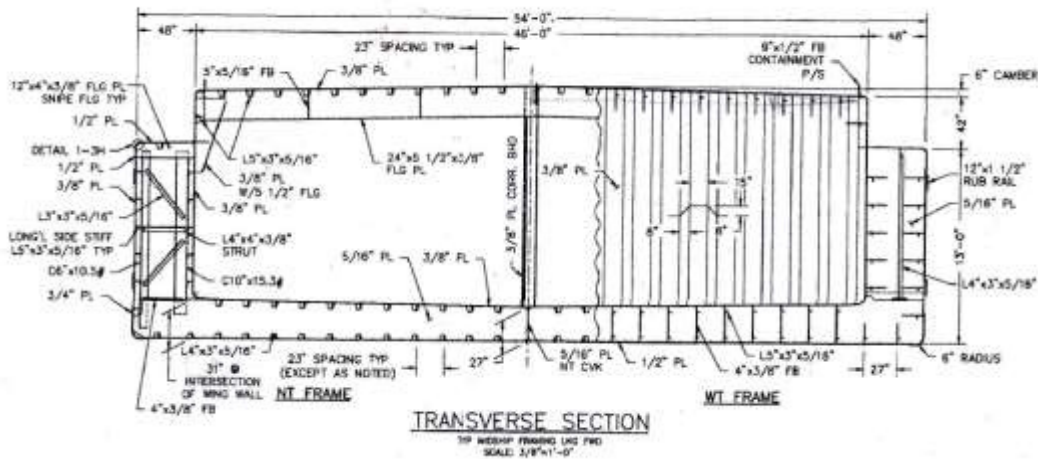 54'-0"
48"
46'-0"
48"
23" SPACING TYP
9"x1/2" FB
CONTAINMENT
P/S
5"x5/16" FB
3/8" PL
6" CAMBER
12"x4"x3/8" FLG PL
SNIPE FLG TYP
1/2" PL
42"
DETAIL 1-3H
L5"x3"x5/16"
24"x5 1/2"x3/8"
FLG PL
1/2" PL
3/8" PL
W/5 1/2" FLG
3/8" PL CORR. BHD
3/8" PL
12"x1 1/2"
RUB RAIL
3/8" PL
3/8" PL
5/16" PL
L3"x3"x5/16"
13'-0"
LONG'L SIDE STIFF
L5"x3"x5/16" TYP
L4"x4"x3/8"
STRUT
8"
8"
5/16" PL
3/8" PL
C10"x15.3#
L4"x3"x5/16"
3/4" PL
L4"x3"x5/16"
23" SPACING TYP
(EXCEPT AS NOTED)
27"
5/16" PL
NT CVK
1/2" PL
L5"x3"x5/16"
4"x3/8" FB
27"
6" RADIUS
31" @
INTERSECTION
OF WING WALL
4"x3/8" FB
NT FRAME
WT FRAME
TRANSVERSE SECTION
TYP MIDSHIP FRAMING LKG FWD
SCALE: 3/8"=1'-0"